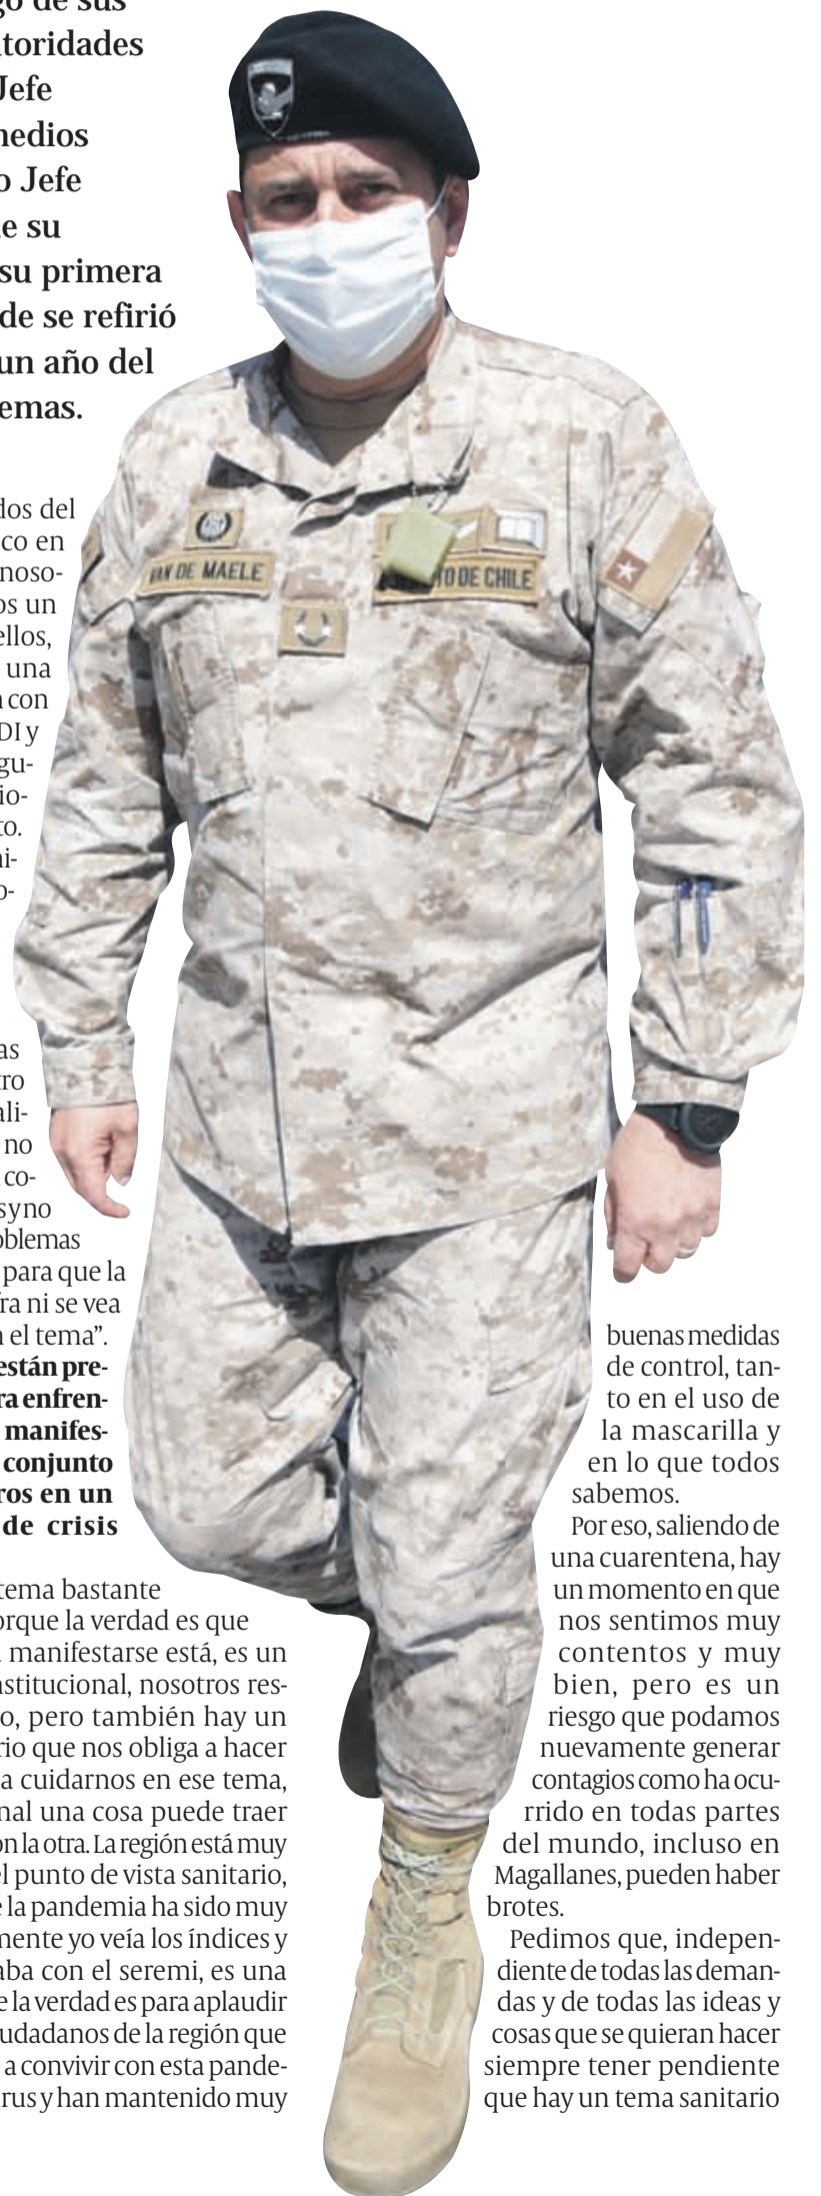 go de sus
toridades
Jefe
medios
o Jefe
e su
su primera
de se refirió
un año del
emas.
dos del
co en
noso-
os un
ellos,
una
con
DI y
gu-
io-
to.
ni-
o-
as
tro
ali-
no
co-
s y no
oblemas
para que la
fra ni se vea
n el tema”.
están pre-
ra enfren-
manifes-
conjunto
ros en un
de crisis
tema bastante
orque la verdad es que
manifestarse está, es un
nstitucional, nosotros res-
o, pero también hay un
rio que nos obliga a hacer
a cuidarnos en ese tema,
nal una cosa puede traer
on la otra. La región está muy
el punto de vista sanitario,
e la pandemia ha sido muy
mente yo veía los índices y
aba con el seremi, es una
e la verdad es para aplaudir
udadanos de la región que
a convivir con esta pande-
rus y han mantenido muy
VAN DE MAELE
TO DE CHILE
buenas medidas
de control, tan-
to en el uso de
la mascarilla y
en lo que todos
sabemos.
Por eso, saliendo de
una cuarentena, hay
un momento en que
nos sentimos muy
contentos y muy
bien, pero es un
riesgo que podamos
nuevamente generar
contagios como ha ocu-
rrido en todas partes
del mundo, incluso en
Magallanes, pueden haber
brotes.
Pedimos que, indepen-
diente de todas las deman-
das y de todas las ideas y
cosas que se quieran hacer
siempre tener pendiente
que hay un tema sanitario